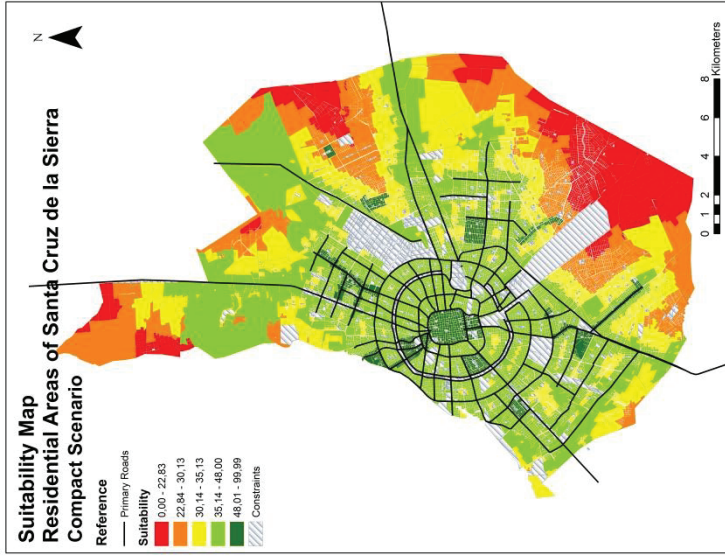 Suitability Map
Residential Areas of Santa Cruz de la Sierra
Compact Scenario
N
Reference
Primary Roads
Suitability
0,00 - 22,83
22,84 - 30,13
30,14 - 35,13
35,14 - 48,00
48,01 - 99,99
Constraints
0 1 2 4 6 8
Kilometers